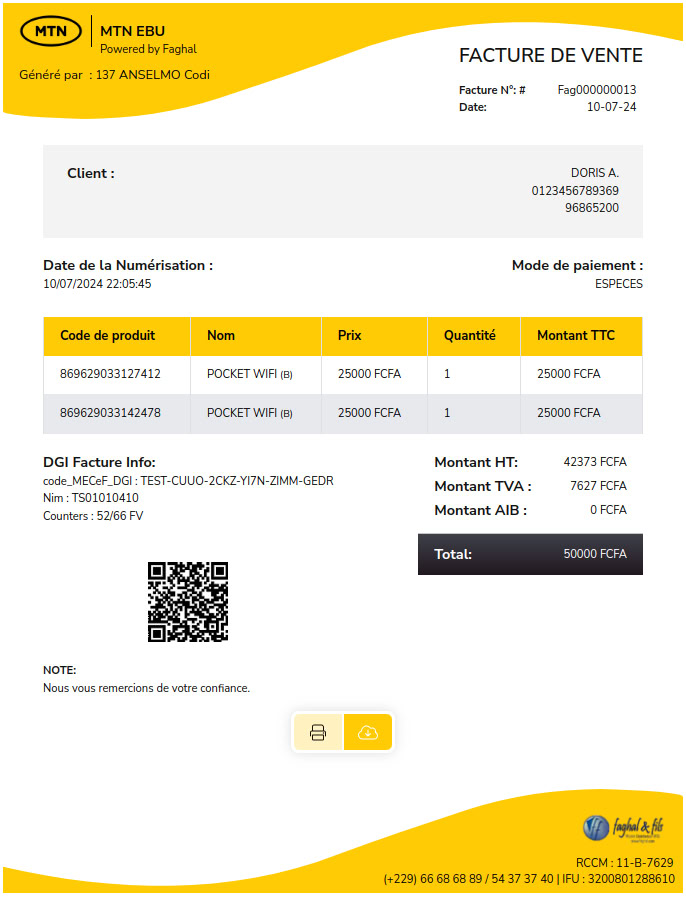 MTN
MTN EBU
Powered by Faghal
Généré par : 137 ANSELMO Codi
FACTURE DE VENTE
Facture N°: # Fag000000013
Date: 10-07-24
Client : DORIS A.
0123456789369
96865200
Date de la Numérisation : Mode de paiement :
10/07/2024 22:05:45 ESPECES
Code de produit Nom Prix Quantité Montant TTC
869629033127412 POCKET WIFI (B) 25000 FCFA 1 25000 FCFA
869629033142478 POCKET WIFI (B) 25000 FCFA 1 25000 FCFA
DGI Facture Info:
code_MECeF_DGI : TEST-CUUO-2CKZ-YI7N-ZIMM-GEDR
Nim : TS01010410
Counters : 52/66 FV
Montant HT: 42373 FCFA
Montant TVA : 7627 FCFA
Montant AIB : 0 FCFA
Total: 50000 FCFA
NOTE:
Nous vous remercions de votre confiance.
faghal & fils
RCCM : 11-B-7629
(+229) 66 68 68 89 / 54 37 37 40 | IFU : 3200801288610